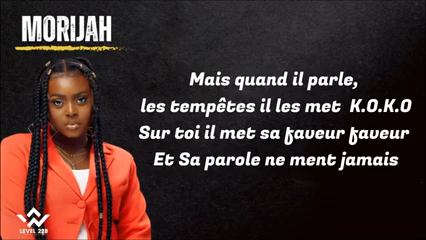 MORIJAH
Mais quand il parle,
les tempêtes il les met K.O.K.O
Sur toi il met sa faveur faveur
Et Sa parole ne ment jamais
LEVEL 228